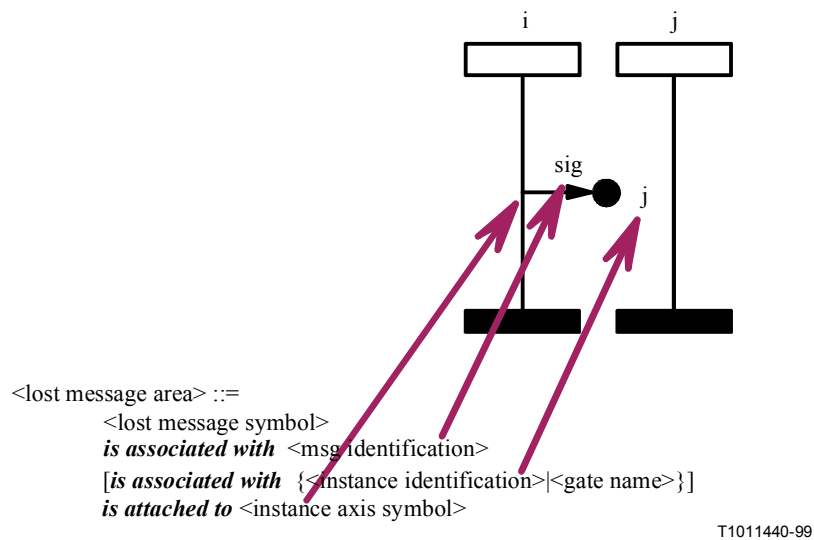 i j
sig
j
<lost message area> ::=
<lost message symbol>
is associated with <msg identification>
[is associated with {<instance identification>|<gate name>}]
is attached to <instance axis symbol>
T1011440-99